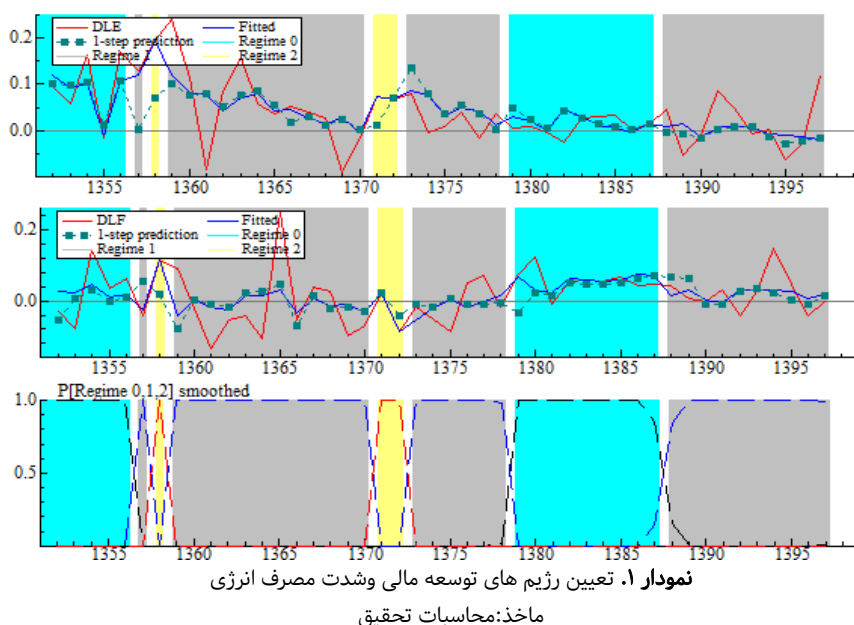 0.2
0.1
0.0
DLE Fitted
1-step prediction Regime 0
Regime 1 Regime 2
1355 1360 1365 1370 1375 1380 1385 1390 1395
0.2
0.0
DLF Fitted
1-step prediction Regime 0
Regime 1 Regime 2
1355 1360 1365 1370 1375 1380 1385 1390 1395
P[Regime 0,1,2] smoothed
1.0
0.5
1355 1360 1365 1370 1375 1380 1385 1390 1395
نمودار ۱. تعیین رژیم های توسعه مالی وشدت مصرف انرژی
ماخذ:محاسبات تحقیق